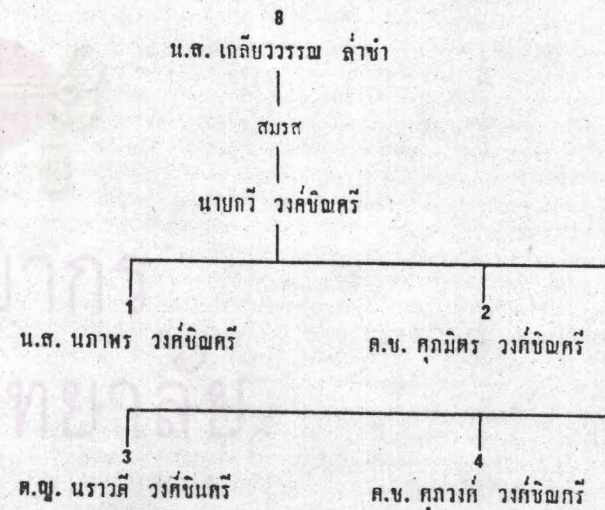 8
น.ส. เกลียววรรณ ล่ำซำ
สมรส
นายกวี วงศ์ขิณศรี
1 2
น.ส. นภาพร วงศ์ขิณศรี ด.ช. ศุภมิตร วงศ์ขิณศรี
3 4
ด.ญ. นราวดี วงศ์ขินศรี ด.ช. ศุภวงศ์ วงศ์ขิณศรี